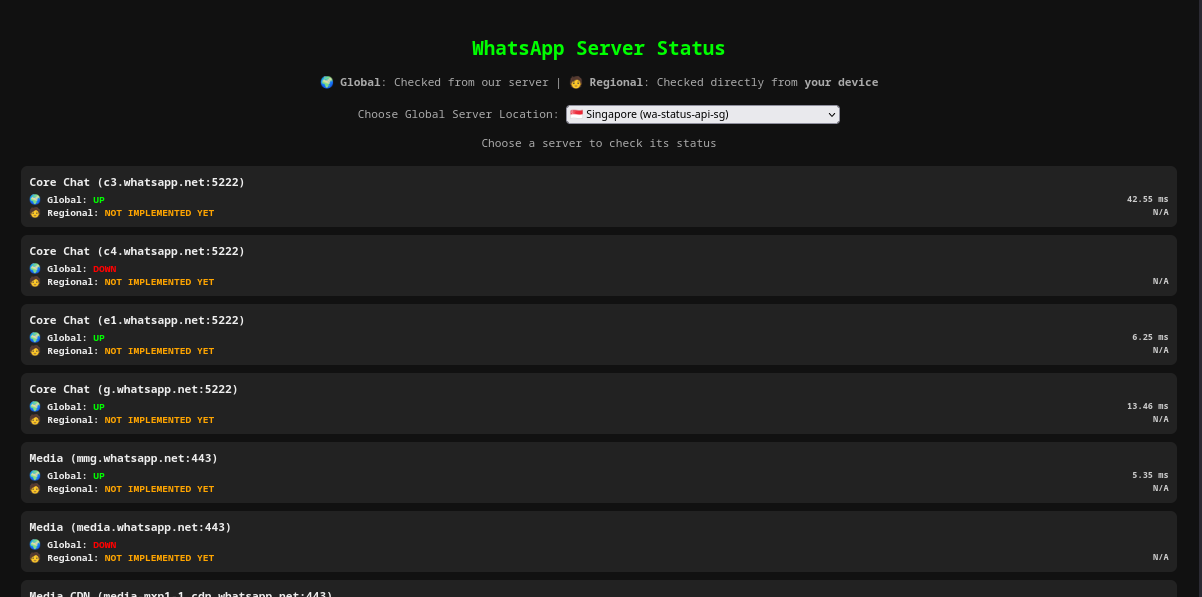 WhatsApp Server Status
🌍 Global: Checked from our server | 🧑 Regional: Checked directly from your device
Choose Global Server Location: 🇸🇬 Singapore (wa-status-api-sg)
Choose a server to check its status
Core Chat (c3.whatsapp.net:5222)
🌍 Global: UP 42.55 ms
🧑 Regional: NOT IMPLEMENTED YET N/A
Core Chat (c4.whatsapp.net:5222)
🌍 Global: DOWN
🧑 Regional: NOT IMPLEMENTED YET N/A
Core Chat (e1.whatsapp.net:5222)
🌍 Global: UP 6.25 ms
🧑 Regional: NOT IMPLEMENTED YET N/A
Core Chat (g.whatsapp.net:5222)
🌍 Global: UP 13.46 ms
🧑 Regional: NOT IMPLEMENTED YET N/A
Media (mmg.whatsapp.net:443)
🌍 Global: UP 5.35 ms
🧑 Regional: NOT IMPLEMENTED YET N/A
Media (media.whatsapp.net:443)
🌍 Global: DOWN
🧑 Regional: NOT IMPLEMENTED YET N/A
Media CDN (media.mxp1-1.cdn.whatsapp.net:443)